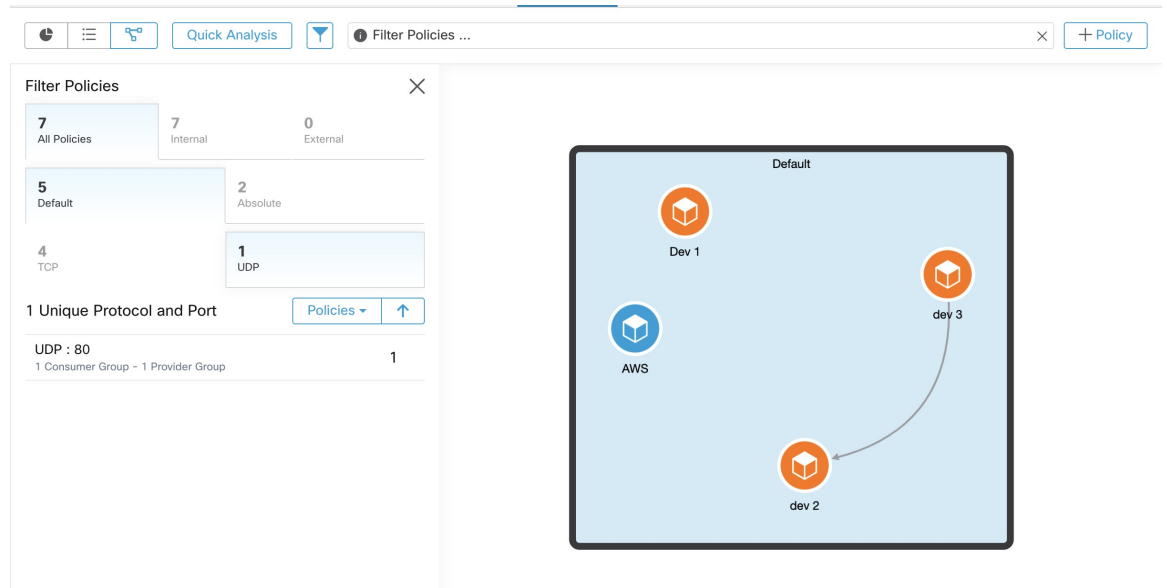 Quick Analysis
Filter Policies ...
+ Policy
Filter Policies
7
All Policies
7
Internal
0
External
5
Default
2
Absolute
4
TCP
1
UDP
1 Unique Protocol and Port
Policies
UDP : 80
1 Consumer Group - 1 Provider Group
1
Default
Dev 1
dev 3
AWS
dev 2